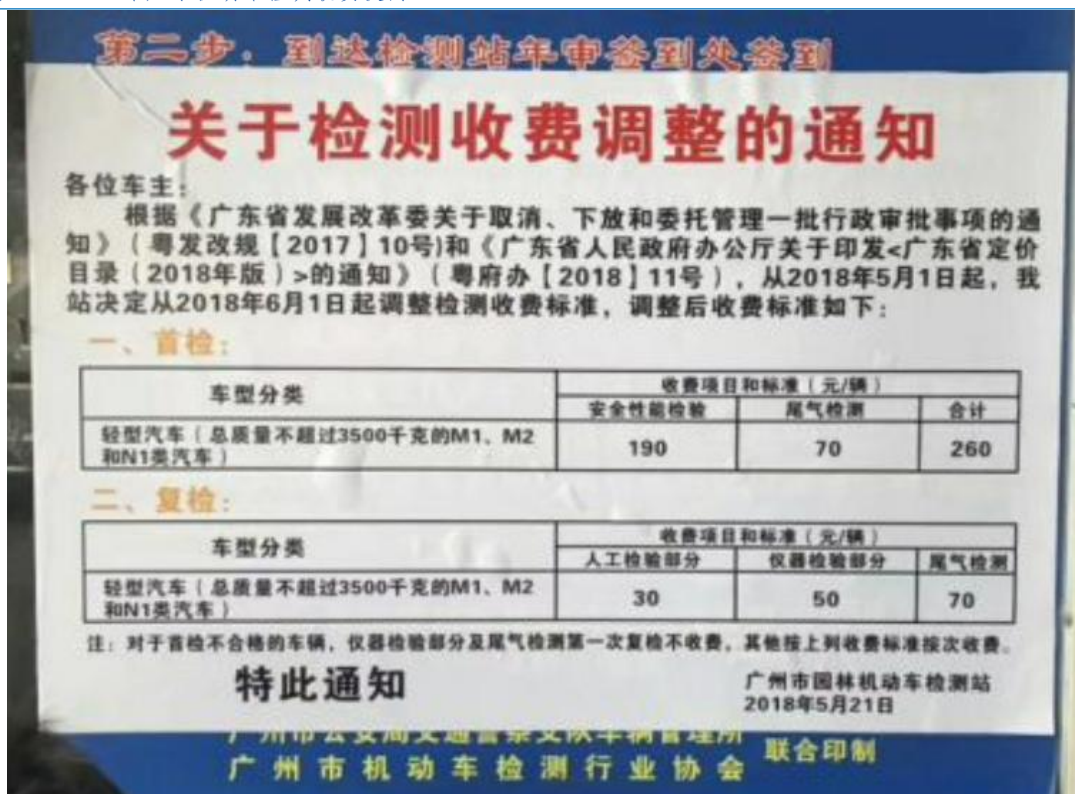 第二步：到达检测站年审签到处签到
关于检测收费调整的通知
各位车主：
根据《广东省发展改革委关于取消、下放和委托管理一批行政审批事项的通
知》（粤发改规【2017】10号)和《广东省人民政府办公厅关于印发<广东省定价
目录（2018年版）>的通知》（粤府办【2018】11号），从2018年5月1日起，我
站决定从2018年6月1日起调整检测收费标准，调整后收费标准如下：
一、首检：
车型分类
收费项目和标准（元/辆）
安全性能检验 尾气检测 合计
轻型汽车（总质量不超过3500千克的M1、M2
和N1类汽车）
190 70 260
二、复检：
车型分类
收费项目和标准（元/辆）
人工检验部分 仪器检验部分 尾气检测
轻型汽车（总质量不超过3500千克的M1、M2
和N1类汽车）
30 50 70
注：对于首检不合格的车辆，仪器检验部分及尾气检测第一次复检不收费，其他按上列收费标准按次收费。
特此通知
广州市园林机动车检测站
2018年5月21日
广州市公安局交通警察支队车辆管理所
广州市机动车检测行业协会
联合印制